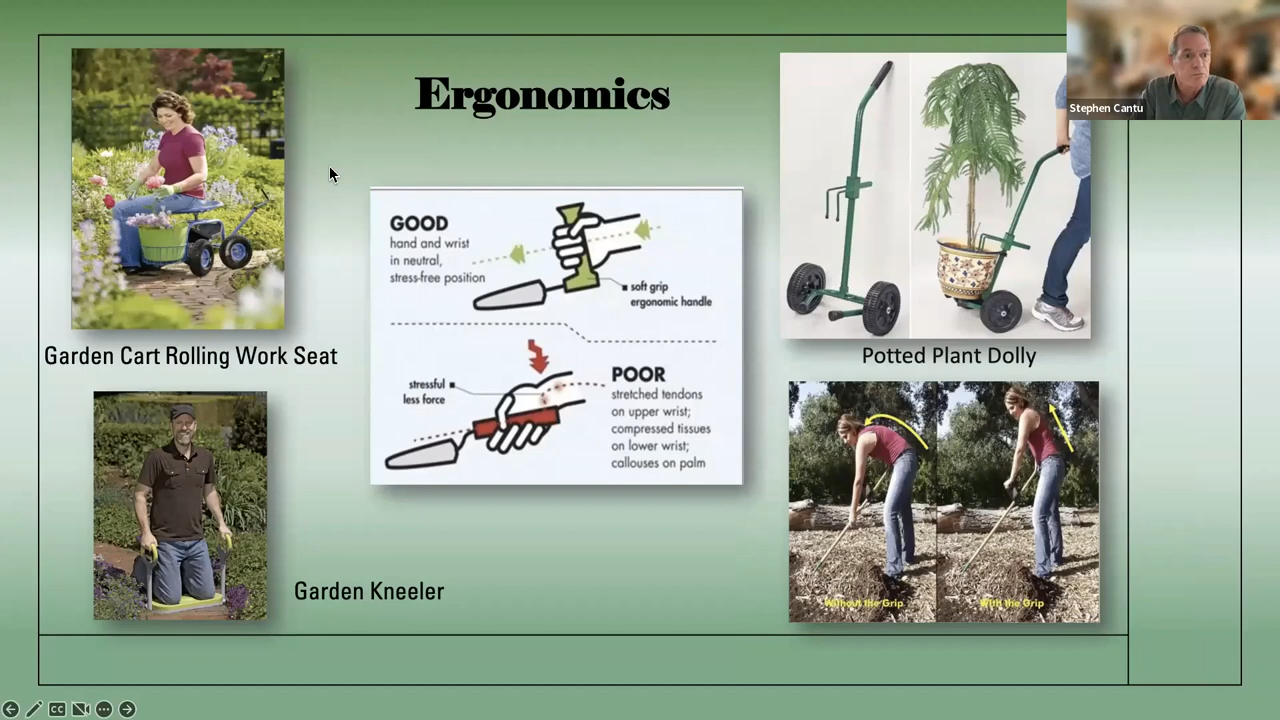 Ergonomics
Stephen Cantu
GOOD
hand and wrist
in neutral,
stress-free position
soft grip
ergonomic handle
stressful
less force
POOR
stretched tendons
on upper wrist;
compressed tissues
on lower wrist;
callouses on palm
Garden Cart Rolling Work Seat
Potted Plant Dolly
Garden Kneeler
Without the Grip
With the Grip
CC